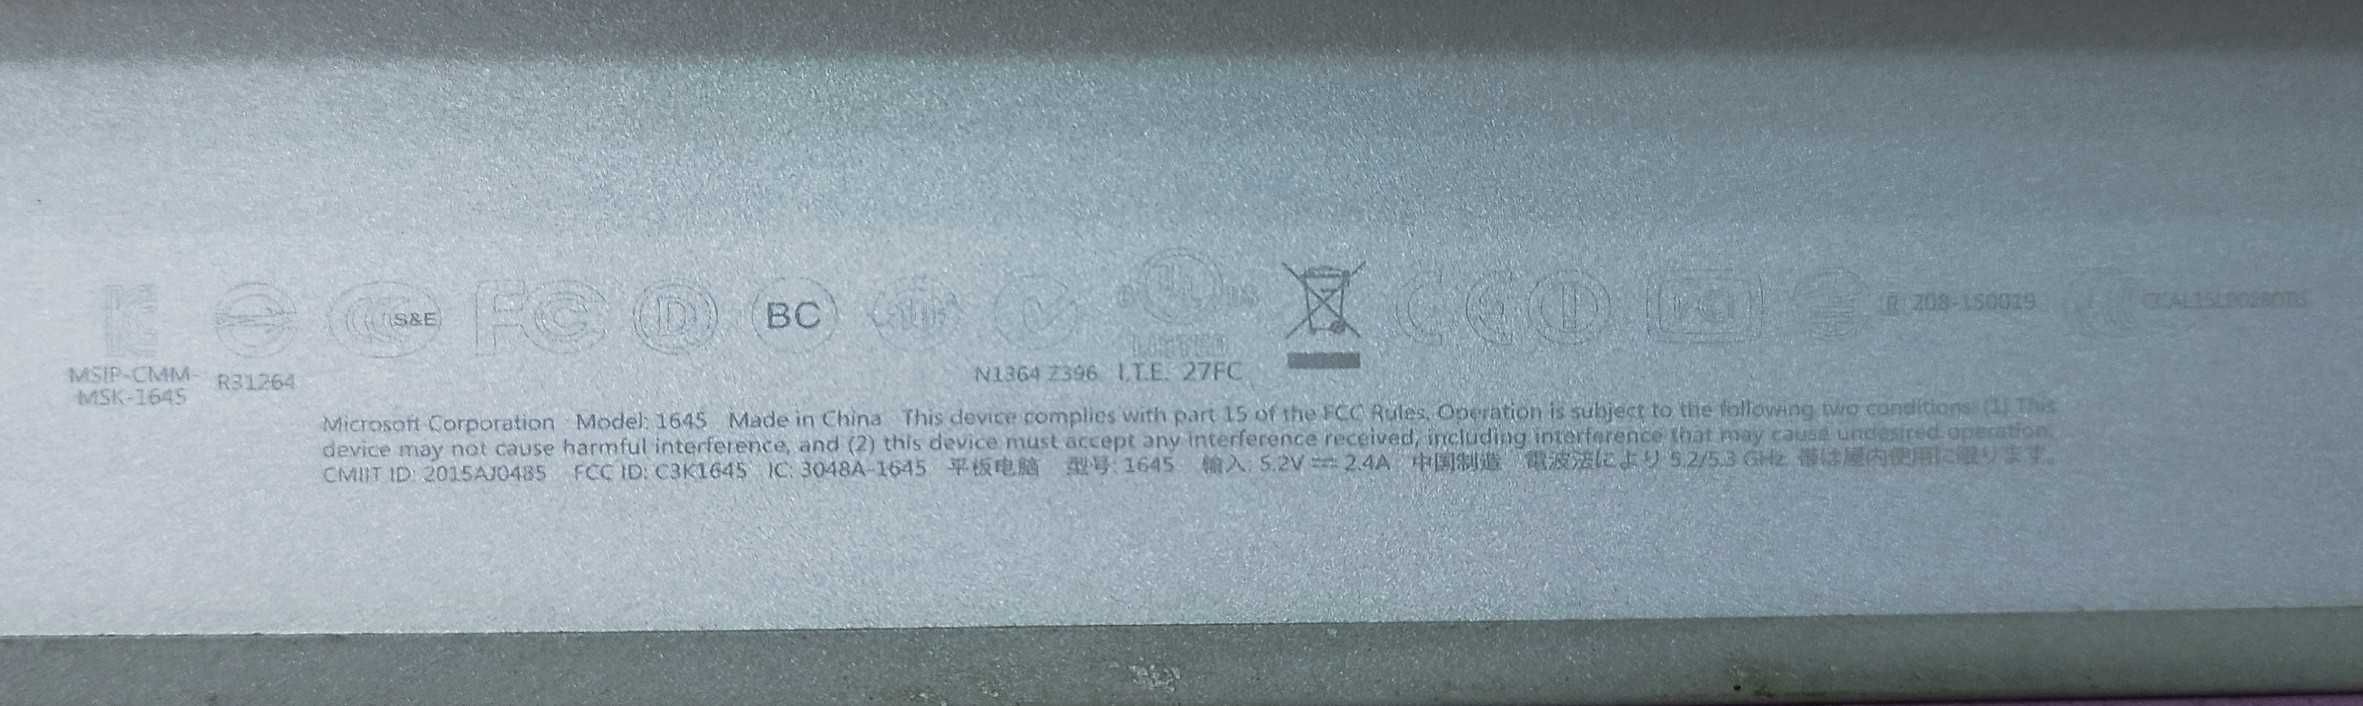 S&E FC D BC UL LISTED CE PCT R 208-150029
MSIP-CMM-
MSK-1645
R31264 N1364 Z396 I.T.E. 27FC
Microsoft Corporation Model: 1645 Made in China This device complies with part 15 of the FCC Rules. Operation is subject to the following two conditions: (1) This
device may not cause harmful interference, and (2) this device must accept any interference received, including interference that may cause undesired operation.
CMIIT ID: 2015AJ0485 FCC ID: C3K1645 IC: 3048A-1645 平板电脑 型号: 1645 输入: 5.2V ⎓ 2.4A 中国制造 電波法により 5.2/5.3 GHz 帯は屋内使用に限ります。